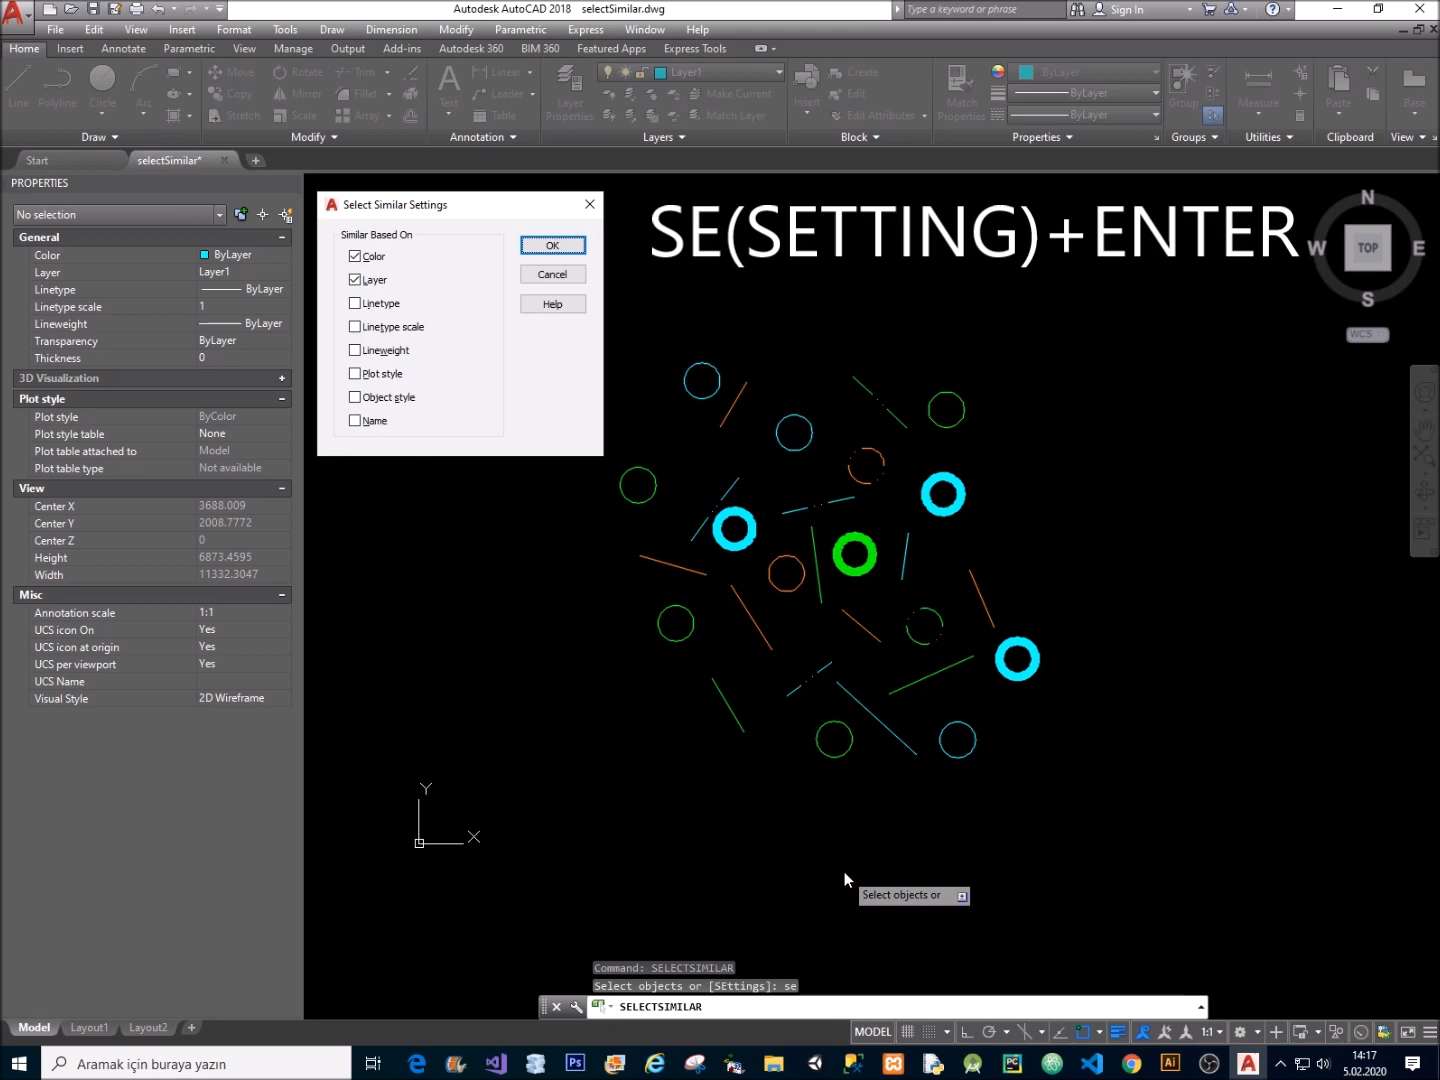 Autodesk AutoCAD 2018 selectSimilar.dwg
Type a keyword or phrase
Sign In
File Edit View Insert Format Tools Draw Dimension Modify Parametric Express Window Help
Home Insert Annotate Parametric View Manage Output Add-ins Autodesk 360 BIM 360 Featured Apps Express Tools
Line Polyline Circle Arc
Move Rotate Trim
Copy Mirror Fillet
Stretch Scale Array
Text Linear
Leader
Table
Layer Properties
Layer1
Make Current
Match Layer
Insert Create
Edit
Edit Attributes
Match Properties
ByLayer
ByLayer
ByLayer
Group Measure Paste Base
Draw Modify Annotation Layers Block Properties Groups Utilities Clipboard View
Start selectSimilar*
PROPERTIES
No selection
General
Color ByLayer
Layer Layer1
Linetype ByLayer
Linetype scale 1
Lineweight ByLayer
Transparency ByLayer
Thickness 0
3D Visualization
Plot style
Plot style ByColor
Plot style table None
Plot table attached to Model
Plot table type Not available
View
Center X 3688.009
Center Y 2008.7772
Center Z 0
Height 6873.4595
Width 11332.3047
Misc
Annotation scale 1:1
UCS icon On Yes
UCS icon at origin Yes
UCS per viewport Yes
UCS Name
Visual Style 2D Wireframe
Select Similar Settings
Similar Based On
Color
Layer
Linetype
Linetype scale
Lineweight
Plot style
Object style
Name
OK
Cancel
Help
SE(SETTING)+ENTER
N
W TOP E
S
WCS
Y
X
Select objects or
Command: SELECTSIMILAR
Select objects or [SEttings]: se
SELECTSIMILAR
Model Layout1 Layout2
MODEL 1:1
Aramak için buraya yazın
14:17
5.02.2020